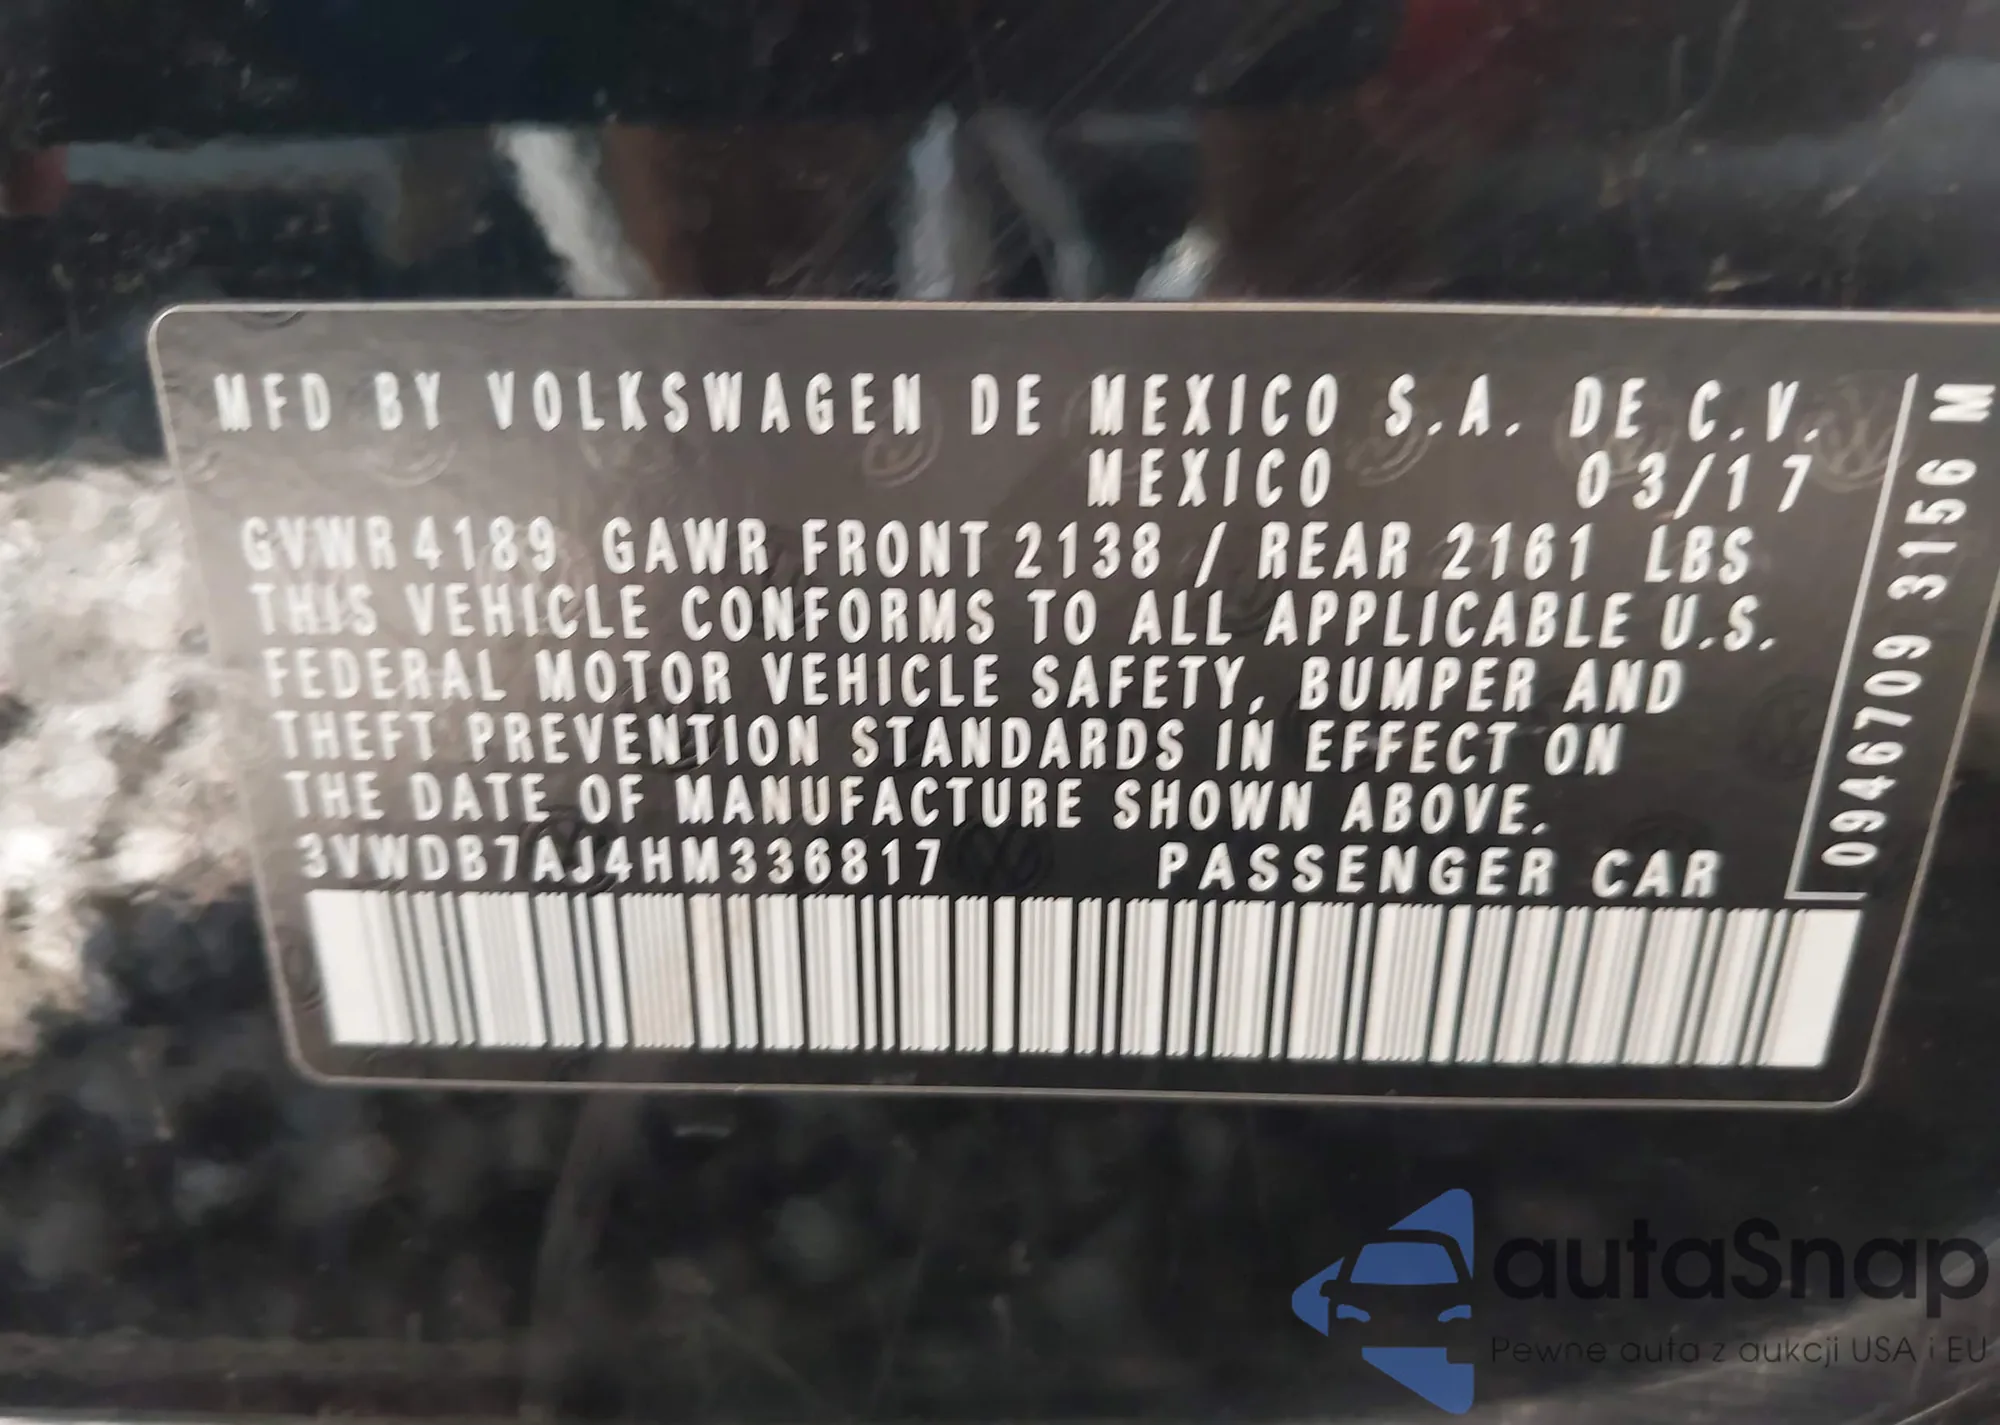 MFD BY VOLKSWAGEN DE MEXICO S.A. DE C.V.
MEXICO 03/17
GVWR 4189 GAWR FRONT 2138 / REAR 2161 LBS
THIS VEHICLE CONFORMS TO ALL APPLICABLE U.S.
FEDERAL MOTOR VEHICLE SAFETY, BUMPER AND
THEFT PREVENTION STANDARDS IN EFFECT ON
THE DATE OF MANUFACTURE SHOWN ABOVE.
3VWDB7AJ4HM336817 PASSENGER CAR
0946709 3156 M
autaSnap
Pewne auta z aukcji USA i EU